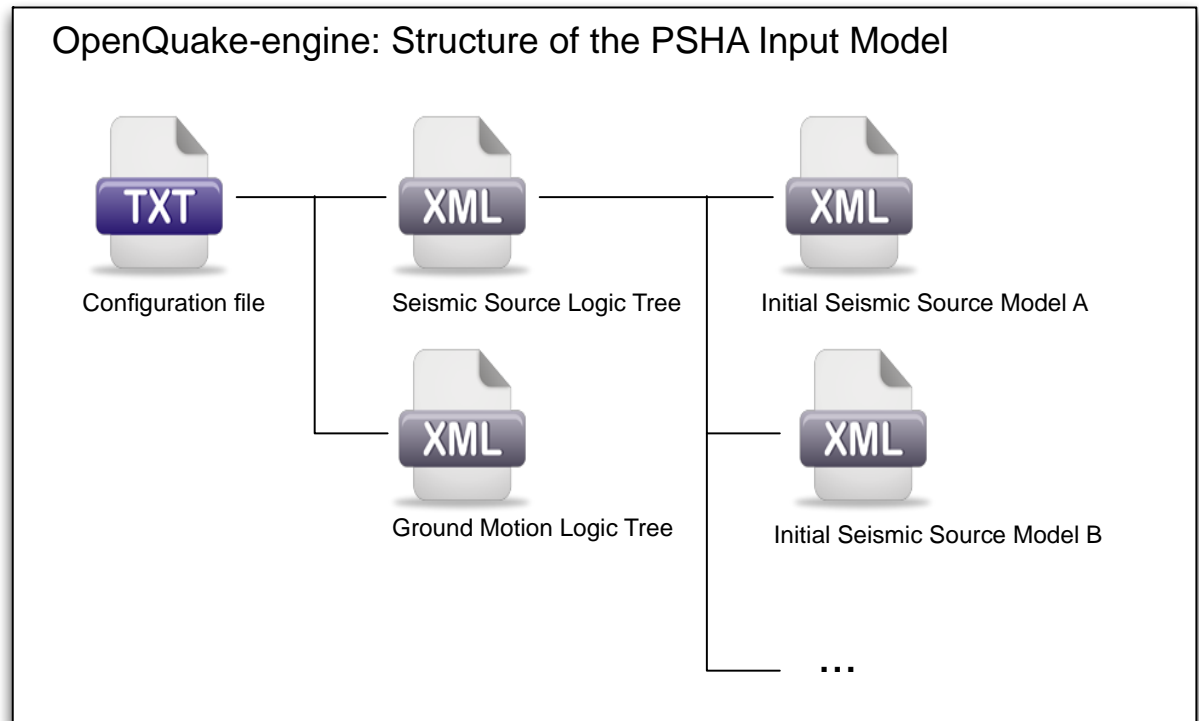 OpenQuake-engine: Structure of the PSHA Input Model
TXT
XML
XML
Configuration file
Seismic Source Logic Tree
Initial Seismic Source Model A
XML
XML
Ground Motion Logic Tree
Initial Seismic Source Model B
...